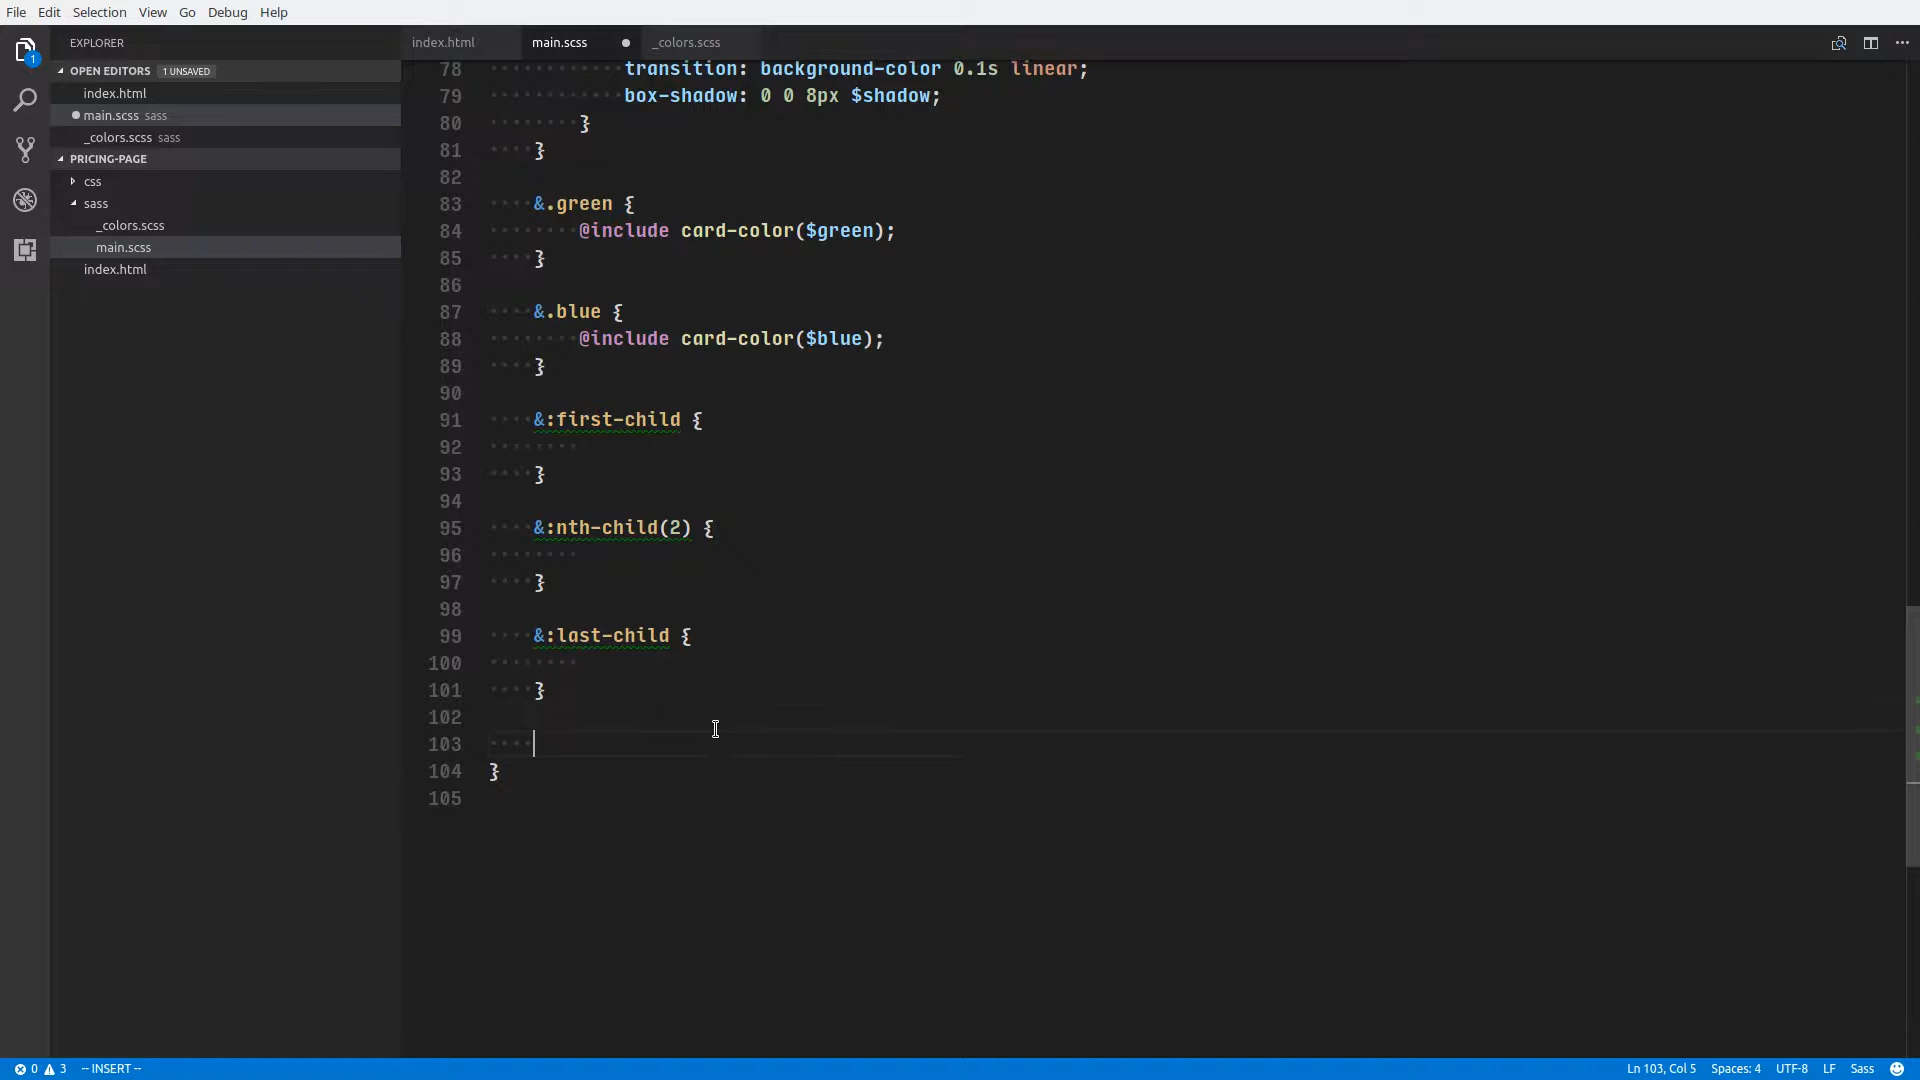 File Edit Selection View Go Debug Help
EXPLORER
index.html
main.scss
_colors.scss
1
OPEN EDITORS 1 UNSAVED
index.html
main.scss sass
_colors.scss sass
PRICING-PAGE
css
sass
_colors.scss
main.scss
index.html
78 transition: background-color 0.1s linear;
79 box-shadow: 0 0 8px $shadow;
80 }
81 }
82
83 &.green {
84 @include card-color($green);
85 }
86
87 &.blue {
88 @include card-color($blue);
89 }
90
91 &:first-child {
92
93 }
94
95 &:nth-child(2) {
96
97 }
98
99 &:last-child {
100
101 }
102
103
104 }
105
0 3 -- INSERT --
Ln 103, Col 5 Spaces: 4 UTF-8 LF Sass